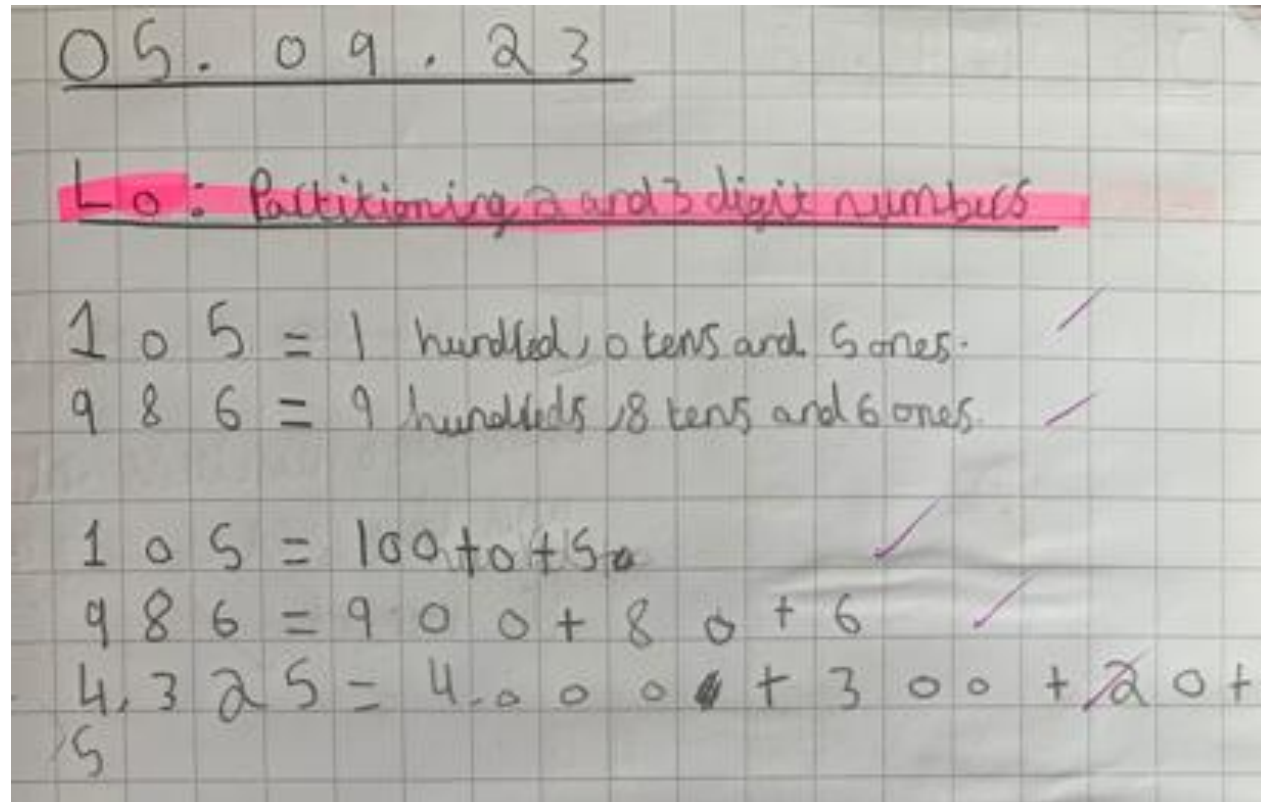 05.09.23
Lo: Partitioning 2 and 3 digit numbers
105 = 1 hundred, 0 tens and 5 ones.
986 = 9 hundreds, 8 tens and 6 ones.
105 = 100+0+5
986 = 900+80+6
4,325 = 4.000+300+20+
5